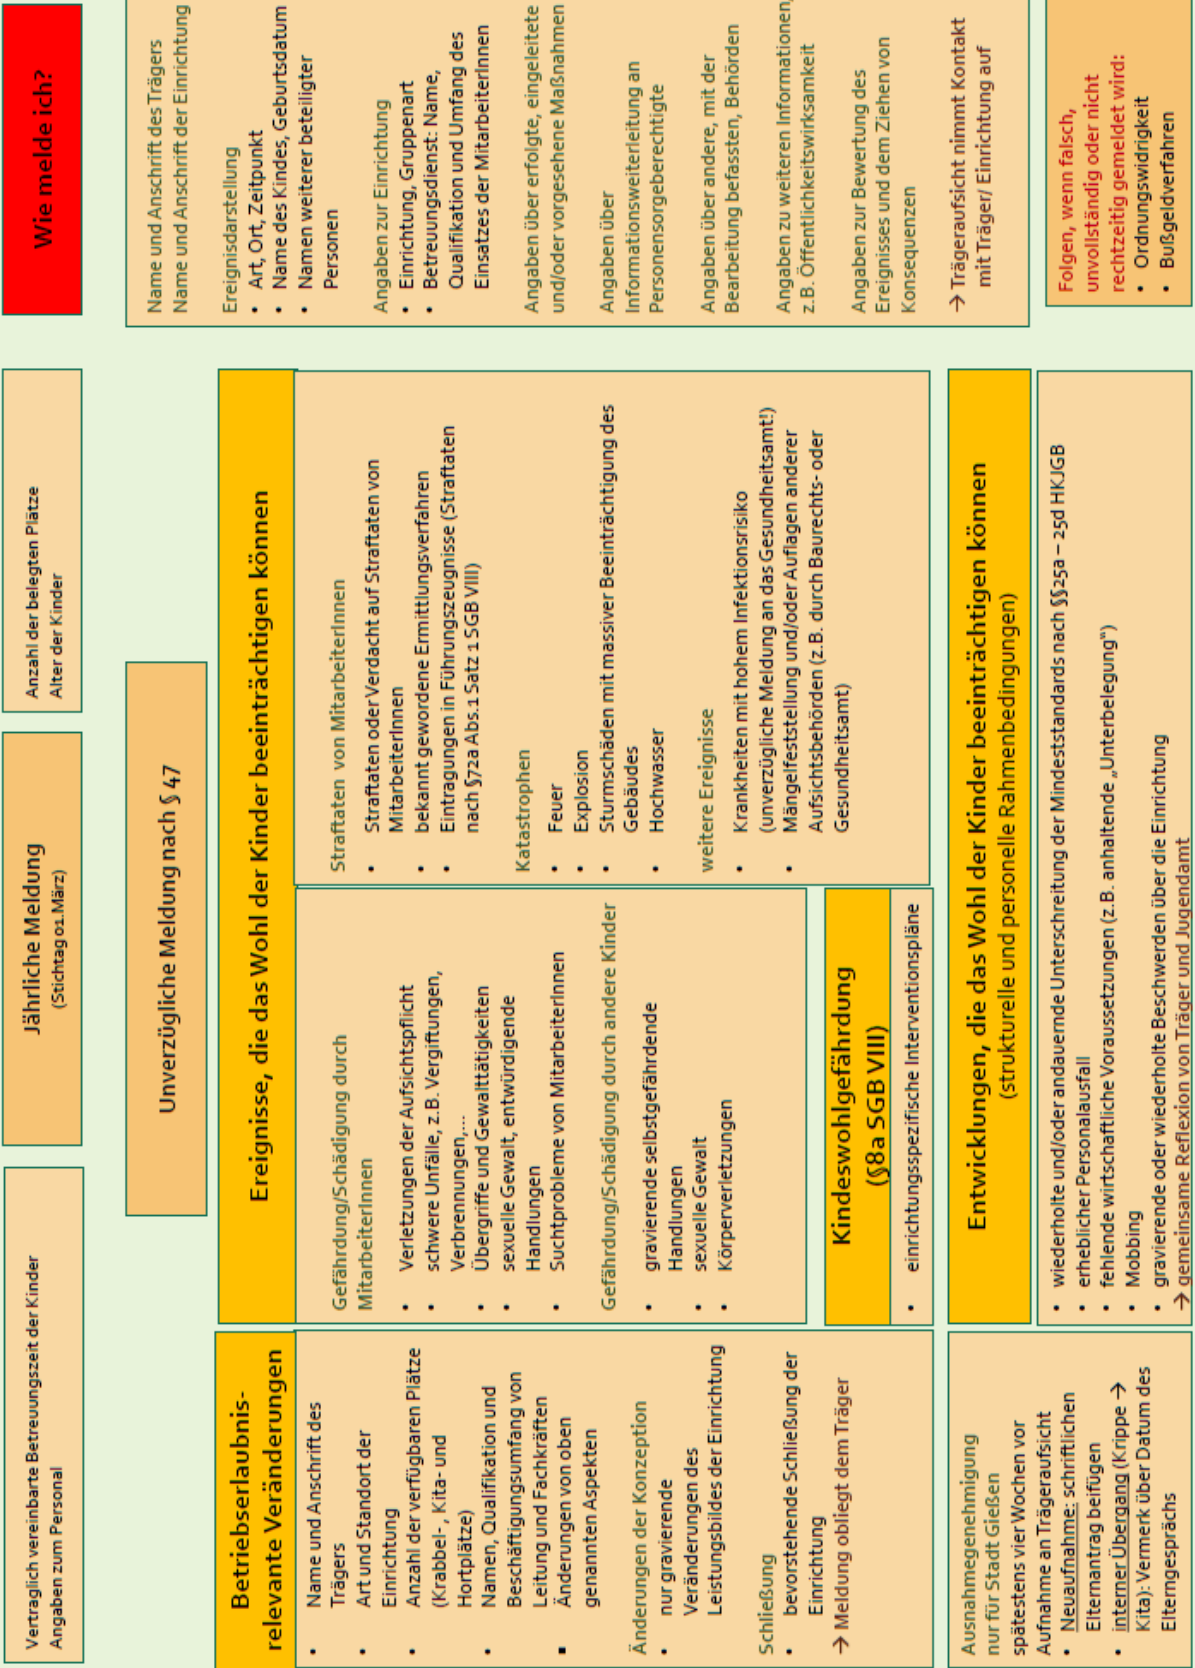 Vertraglich vereinbarte Betreuungszeit der Kinder
Angaben zum Personal
Jährliche Meldung
(Stichtag 01.März)
Anzahl der belegten Plätze
Alter der Kinder
Wie melde ich?
Unverzügliche Meldung nach § 47
Betriebserlaubnis-
relevante Veränderungen
• Name und Anschrift des
Trägers
• Art und Standort der
Einrichtung
• Anzahl der verfügbaren Plätze
(Krabbel- , Kita- und
Hortplätze)
• Namen, Qualifikation und
Beschäftigungsumfang von
Leitung und Fachkräften
▪ Änderungen von oben
genannten Aspekten
Änderungen der Konzeption
• nur gravierende
Veränderungen des
Leistungsbildes der Einrichtung
Schließung
• bevorstehende Schließung der
Einrichtung
→ Meldung obliegt dem Träger
Ereignisse, die das Wohl der Kinder beeinträchtigen können
Gefährdung/Schädigung durch
MitarbeiterInnen
• Verletzungen der Aufsichtspflicht
• schwere Unfälle, z.B. Vergiftungen,
Verbrennungen,...
• Übergriffe und Gewalttätigkeiten
• sexuelle Gewalt, entwürdigende
Handlungen
• Suchtprobleme von MitarbeiterInnen
Gefährdung/Schädigung durch andere Kinder
• gravierende selbstgefährdende
Handlungen
• sexuelle Gewalt
• Körperverletzungen
Straftaten von MitarbeiterInnen
• Straftaten oder Verdacht auf Straftaten von
MitarbeiterInnen
• bekannt gewordene Ermittlungsverfahren
• Eintragungen in Führungszeugnisse (Straftaten
nach §72a Abs.1 Satz 1 SGB VIII)
Katastrophen
• Feuer
• Explosion
• Sturmschäden mit massiver Beeinträchtigung des
Gebäudes
• Hochwasser
weitere Ereignisse
• Krankheiten mit hohem Infektionsrisiko
(unverzügliche Meldung an das Gesundheitsamt!)
• Mängelfeststellung und/oder Auflagen anderer
Aufsichtsbehörden (z.B. durch Baurechts- oder
Gesundheitsamt)
Kindeswohlgefährdung
(§8a SGB VIII)
• einrichtungsspezifische Interventionspläne
Ausnahmegenehmigung
nur für Stadt Gießen
spätestens vier Wochen vor
Aufnahme an Trägeraufsicht
• Neuaufnahme: schriftlichen
Elternantrag beifügen
• interner Übergang (Krippe →
Kita): Vermerk über Datum des
Elterngesprächs
Entwicklungen, die das Wohl der Kinder beeinträchtigen können
(strukturelle und personelle Rahmenbedingungen)
• wiederholte und/oder andauernde Unterschreitung der Mindeststandards nach §§25a – 25d HKJGB
• erheblicher Personalausfall
• fehlende wirtschaftliche Voraussetzungen (z.B. anhaltende „Unterbelegung“)
• Mobbing
• gravierende oder wiederholte Beschwerden über die Einrichtung
→ gemeinsame Reflexion von Träger und Jugendamt
Name und Anschrift des Trägers
Name und Anschrift der Einrichtung
Ereignisdarstellung
• Art, Ort, Zeitpunkt
• Name des Kindes, Geburtsdatum
• Namen weiterer beteiligter
Personen
Angaben zur Einrichtung
• Einrichtung, Gruppenart
• Betreuungsdienst: Name,
Qualifikation und Umfang des
Einsatzes der MitarbeiterInnen
Angaben über erfolgte, eingeleitete
und/oder vorgesehene Maßnahmen
Angaben über
Informationsweiterleitung an
Personensorgeberechtigte
Angaben über andere, mit der
Bearbeitung befassten, Behörden
Angaben zu weiteren Informationen,
z.B. Öffentlichkeitswirksamkeit
Angaben zur Bewertung des
Ereignisses und dem Ziehen von
Konsequenzen
→ Trägeraufsicht nimmt Kontakt
mit Träger/ Einrichtung auf
Folgen, wenn falsch,
unvollständig oder nicht
rechtzeitig gemeldet wird:
• Ordnungswidrigkeit
• Bußgeldverfahren